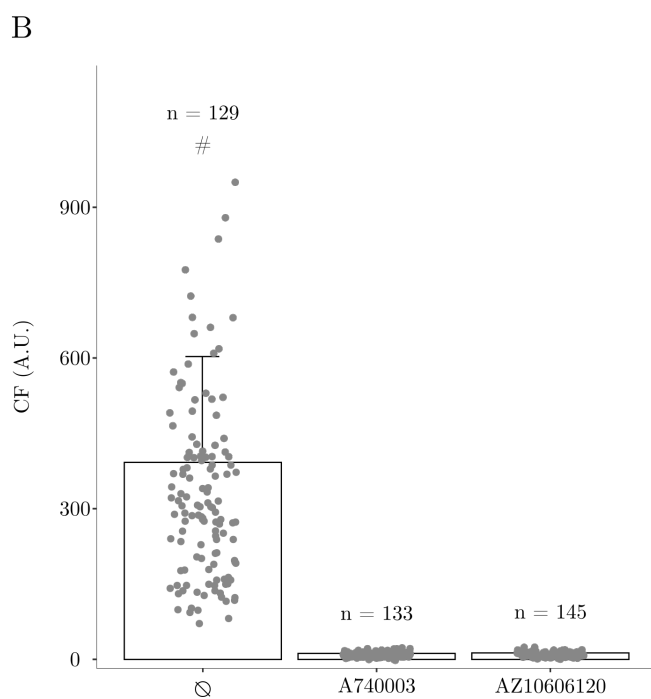 B
n = 129
#
900
600
300
0
CF (A.U.)
n = 133
n = 145
∅
A740003
AZ10606120